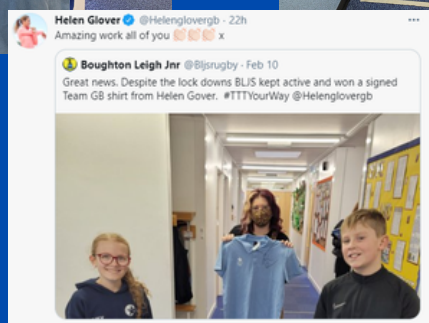 Helen Glover @Helenglovergb · 22h
Amazing work all of you 👏🏻👏🏻👏🏻 x
Boughton Leigh Jnr @Bljsrugby · Feb 10
Great news. Despite the lock downs BLJS kept active and won a signed
Team GB shirt from Helen Gover. #TTTYourWay @Helenglovergb